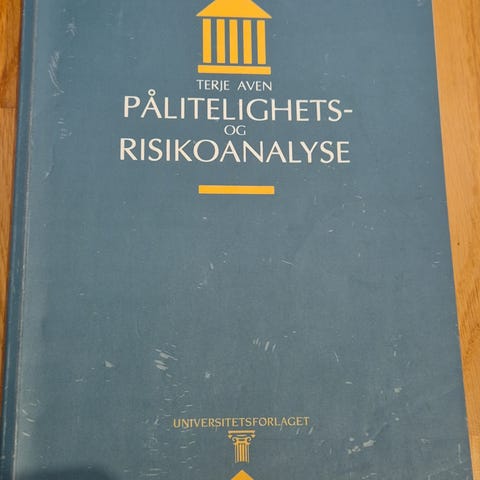 TERJE AVEN
PÅLITELIGHETS-
OG
RISIKOANALYSE
UNIVERSITETSFORLAGET